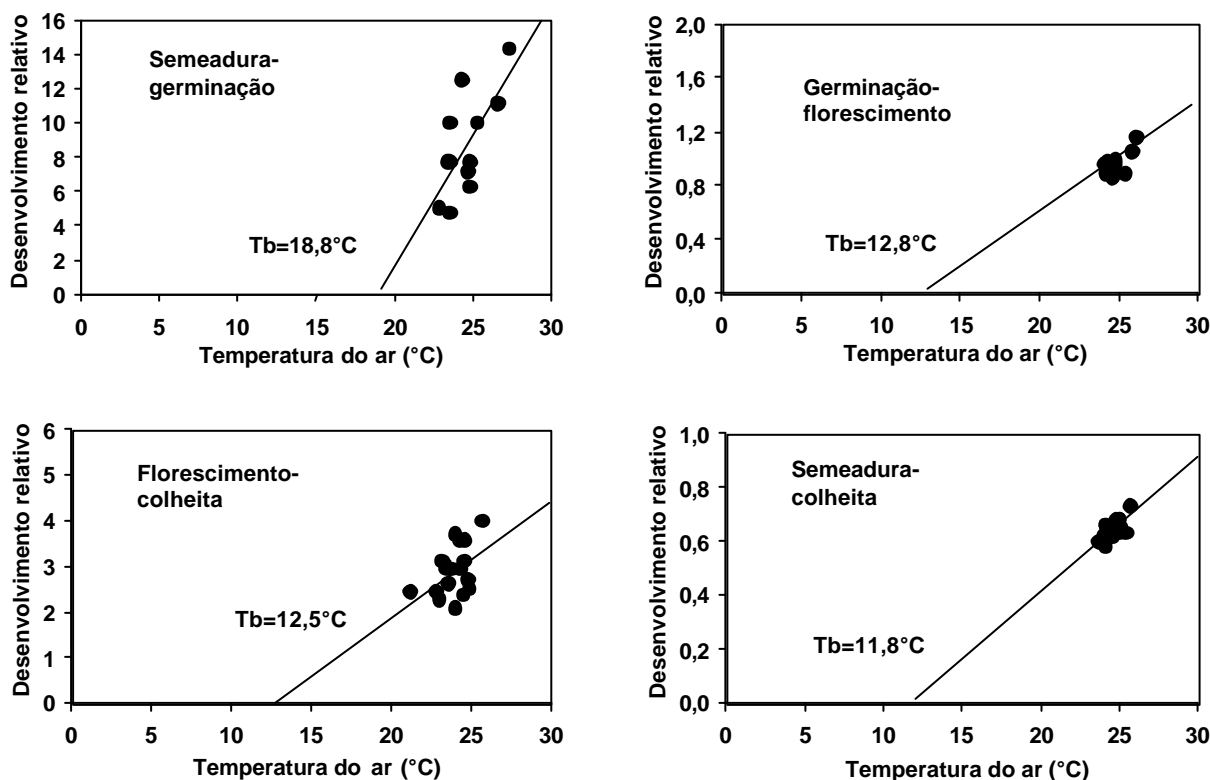 Desenvolvimento relativo
16
14
12
10
8
6
4
2
0
Semeadura-
germinação
Tb=18,8°C
0 5 10 15 20 25 30
Temperatura do ar (°C)
Desenvolvimento relativo
2,0
1,6
1,2
0,8
0,4
0,0
Germinação-
florescimento
Tb=12,8°C
0 5 10 15 20 25 30
Temperatura do ar (°C)
Desenvolvimento relativo
6
5
4
3
2
1
0
Florescimento-
colheita
Tb=12,5°C
0 5 10 15 20 25 30
Temperatura do ar (°C)
Desenvolvimento relativo
1,0
0,8
0,6
0,4
0,2
0,0
Semeadura-
colheita
Tb=11,8°C
0 5 10 15 20 25 30
Temperatura do ar (°C)